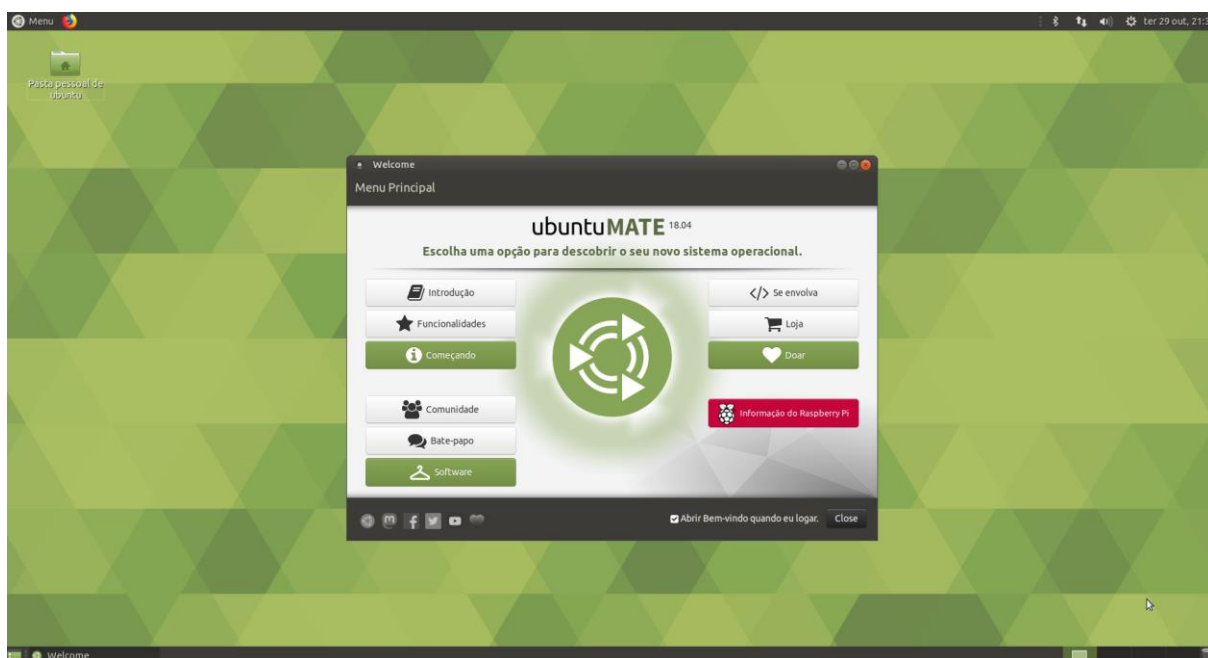 Menu
ter 29 out, 21:3
Pasta pessoal de
ubuntu
Welcome
Menu Principal
ubuntuMATE 18.04
Escolha uma opção para descobrir o seu novo sistema operacional.
Introdução
Funcionalidades
Começando
Comunidade
Bate-papo
Software
Se envolva
Loja
Doar
Informação do Raspberry Pi
Abrir Bem-vindo quando eu logar.
Close
Welcome